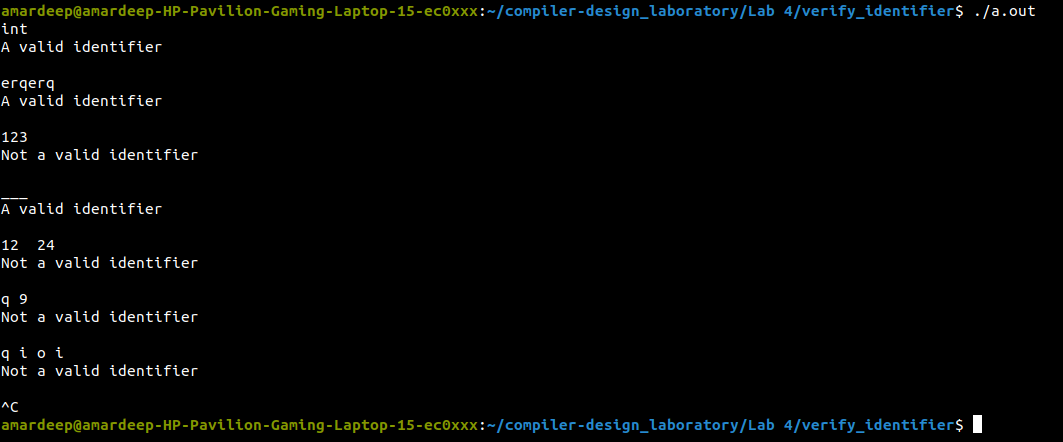 amardeep@amardeep-HP-Pavilion-Gaming-Laptop-15-ec0xxx:~/compiler-design_laboratory/Lab 4/verify_identifier$ ./a.out
int
A valid identifier
erqerq
A valid identifier
123
Not a valid identifier
___
A valid identifier
12  24
Not a valid identifier
q 9
Not a valid identifier
q i o i
Not a valid identifier
^C
amardeep@amardeep-HP-Pavilion-Gaming-Laptop-15-ec0xxx:~/compiler-design_laboratory/Lab 4/verify_identifier$